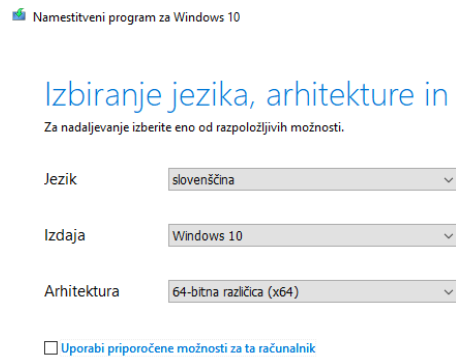 Namestitveni program za Windows 10
Izbiranje jezika, arhitekture in
Za nadaljevanje izberite eno od razpoložljivih možnosti.
Jezik slovenščina
Izdaja Windows 10
Arhitektura 64-bitna različica (x64)
Uporabi priporočene možnosti za ta računalnik